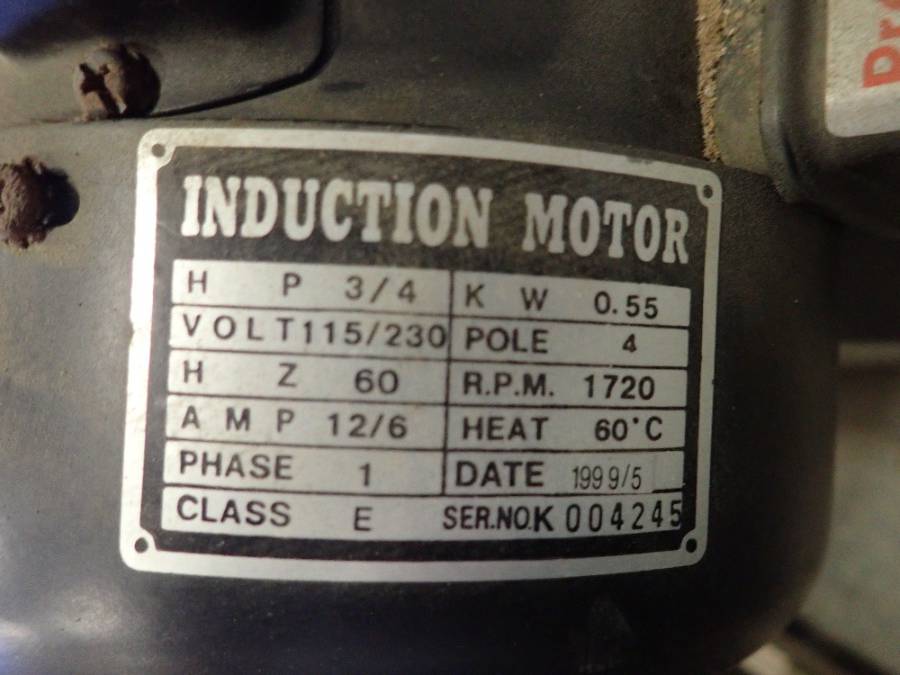 Pr
INDUCTION MOTOR
H P 3/4 K W 0.55
VOLT 115/230 POLE 4
H Z 60 R.P.M. 1720
A M P 12/6 HEAT 60°C
PHASE 1 DATE 1999/5
CLASS E SER.NO.K 004245